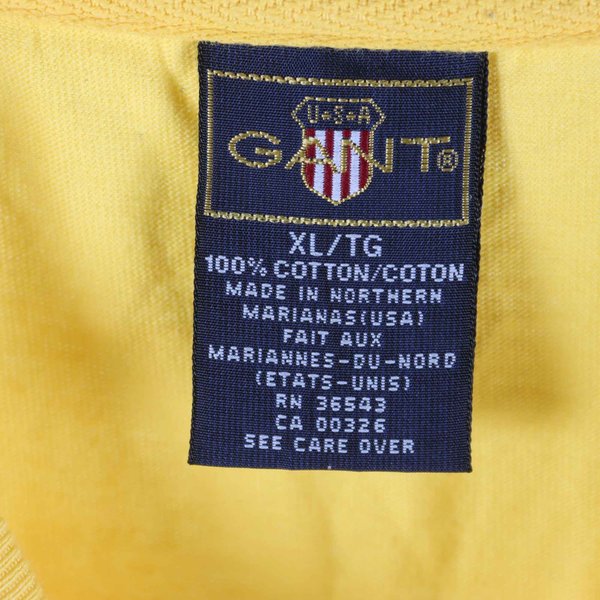 U·S·A
GANT®
XL/TG
100% COTTON/COTON
MADE IN NORTHERN
MARIANAS(USA)
FAIT AUX
MARIANNES-DU-NORD
(ETATS-UNIS)
RN 36543
CA 00326
SEE CARE OVER